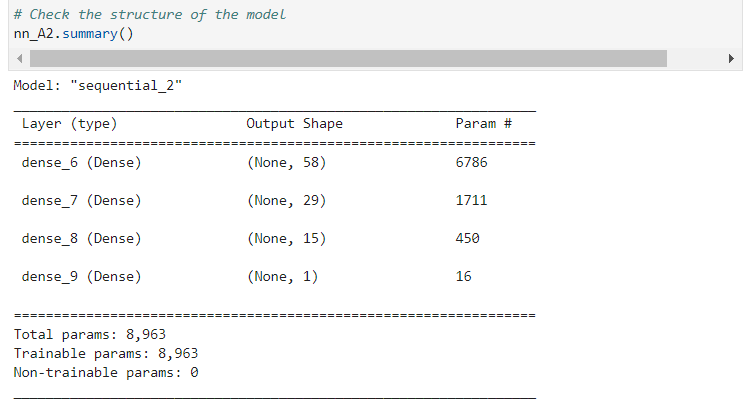 # Check the structure of the model
nn_A2.summary()
Model: "sequential_2"
_________________________________________________________________
Layer (type) Output Shape Param #
=================================================================
dense_6 (Dense) (None, 58) 6786
dense_7 (Dense) (None, 29) 1711
dense_8 (Dense) (None, 15) 450
dense_9 (Dense) (None, 1) 16
=================================================================
Total params: 8,963
Trainable params: 8,963
Non-trainable params: 0
_________________________________________________________________